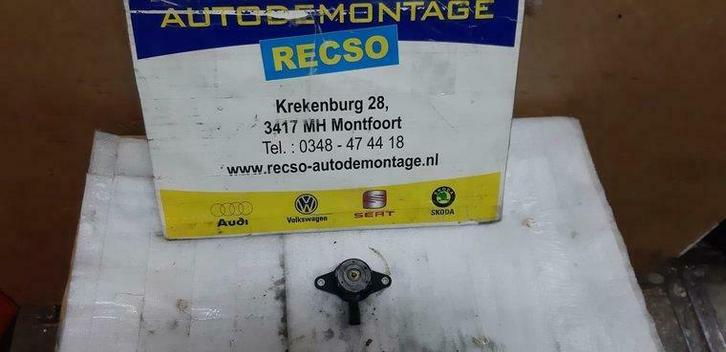 AUTODEMONTAGE
RECSO
Krekenburg 28,
3417 MH Montfoort
Tel. : 0348 - 47 44 18
www.recso-autodemontage.nl
Audi
Volkswagen
SEAT
SKODA